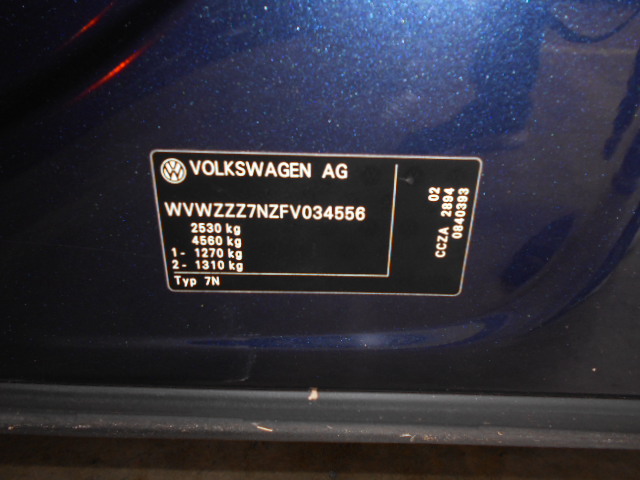 VOLKSWAGEN AG
WVWZZZ7NZFV034556
2530 kg
4560 kg
1- 1270 kg
2- 1310 kg
Typ 7N
02
CCZA 2894
0840393